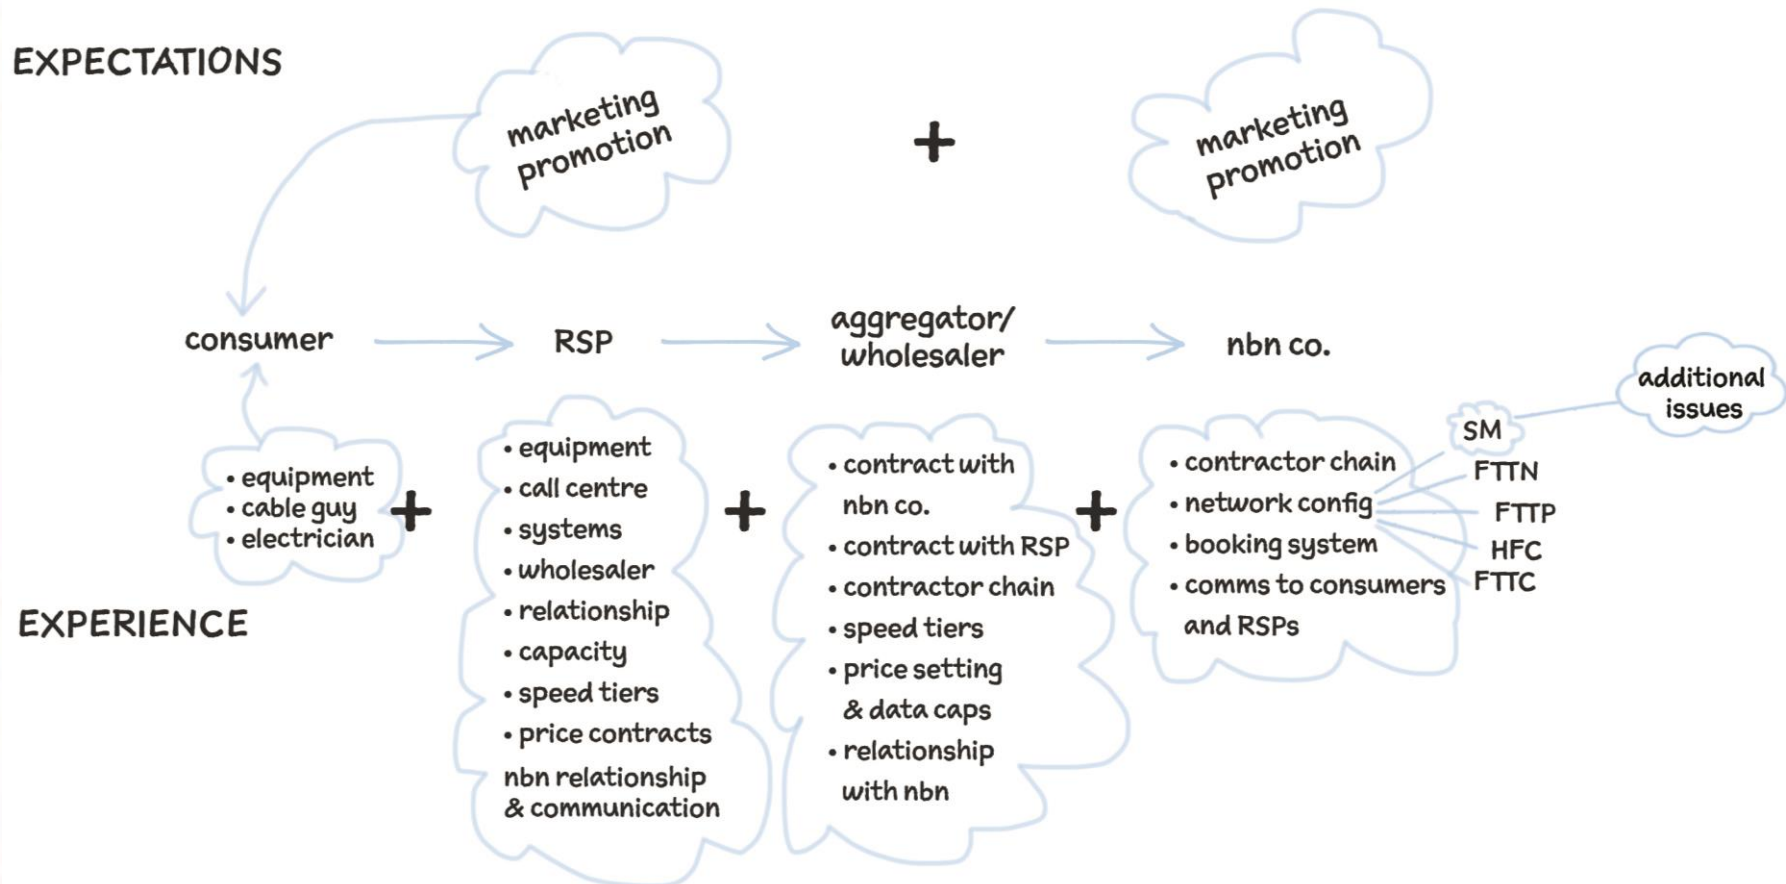 EXPECTATIONS
marketing
promotion
+
marketing
promotion
consumer
RSP
aggregator/
wholesaler
nbn co.
• equipment
• cable guy
• electrician
+
• equipment
• call centre
• systems
• wholesaler
• relationship
• capacity
• speed tiers
• price contracts
nbn relationship
& communication
+
• contract with
nbn co.
• contract with RSP
• contractor chain
• speed tiers
• price setting
& data caps
• relationship
with nbn
+
• contractor chain
• network config
• booking system
• comms to consumers
and RSPs
SM
FTTN
FTTP
HFC
FTTC
additional
issues
EXPERIENCE